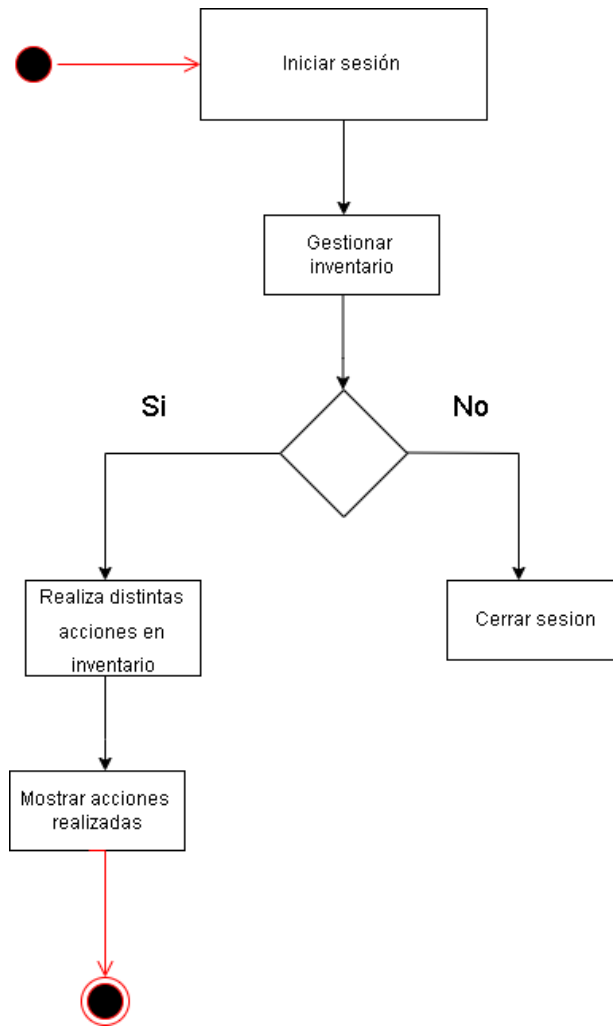 Iniciar sesión
Gestionar
inventario
Si
No
Realiza distintas
acciones en
inventario
Cerrar sesion
Mostrar acciones
realizadas